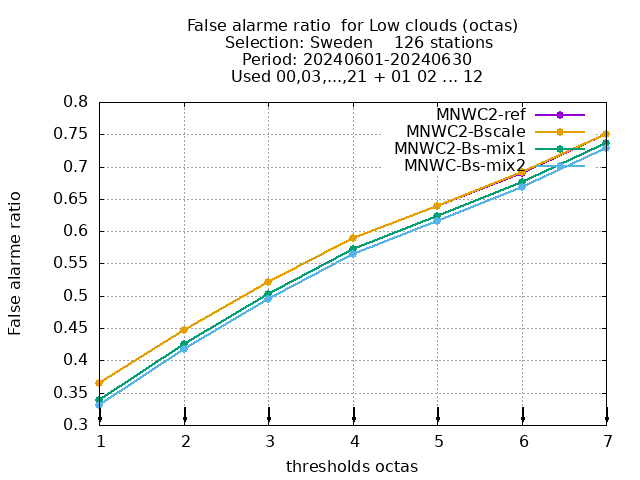 False alarme ratio  for Low clouds (octas)
Selection: Sweden    126 stations
Period: 20240601-20240630
Used 00,03,...,21 + 01 02 ... 12
MNWC2-ref
MNWC2-Bscale
MNWC2-Bs-mix1
MNWC-Bs-mix2
False alarme ratio
0.8
0.75
0.7
0.65
0.6
0.55
0.5
0.45
0.4
0.35
0.3
1 2 3 4 5 6 7
thresholds octas